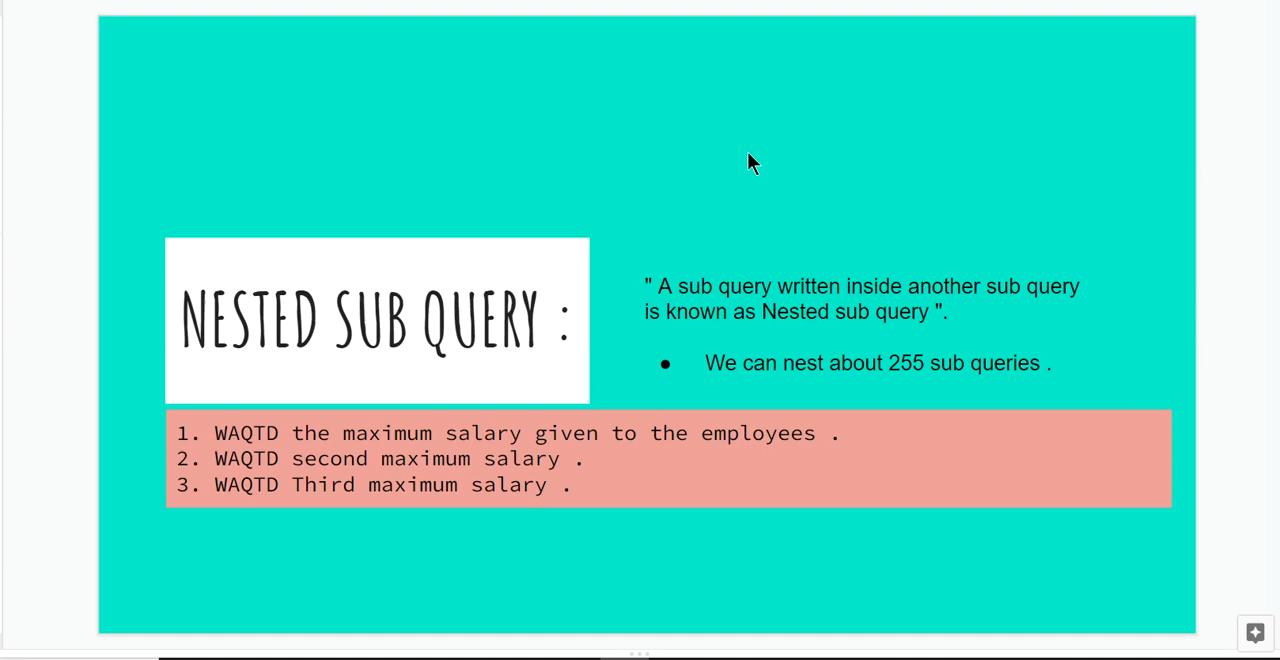 NESTED SUB QUERY :
" A sub query written inside another sub query
is known as Nested sub query ".
● We can nest about 255 sub queries .
1. WAQTD the maximum salary given to the employees .
2. WAQTD second maximum salary .
3. WAQTD Third maximum salary .